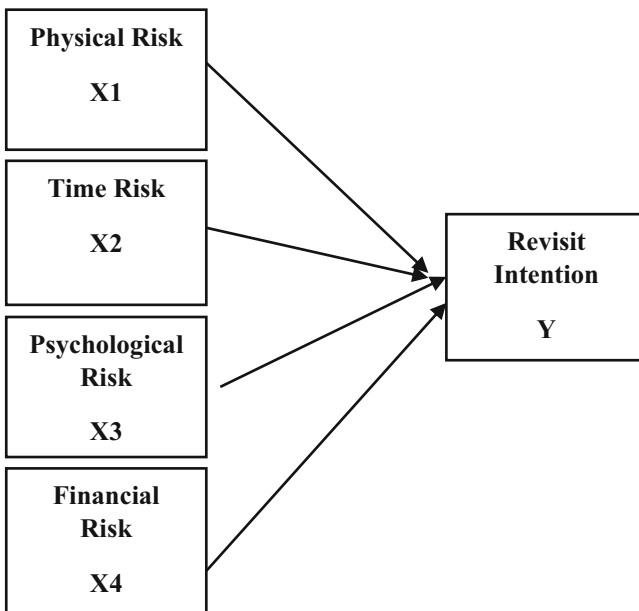 Physical Risk
X1
Time Risk
X2
Psychological
Risk
X3
Financial
Risk
X4
Revisit
Intention
Y